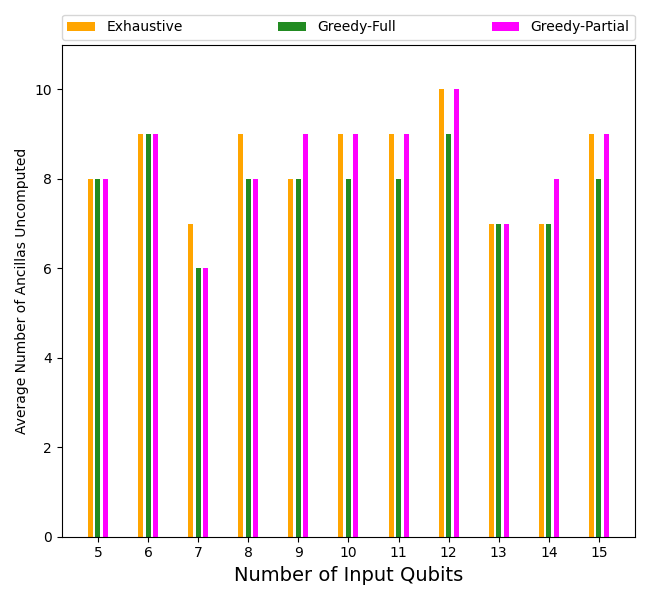 Exhaustive Greedy-Full Greedy-Partial
Average Number of Ancillas Uncomputed
10
8
6
4
2
0
5 6 7 8 9 10 11 12 13 14 15
Number of Input Qubits